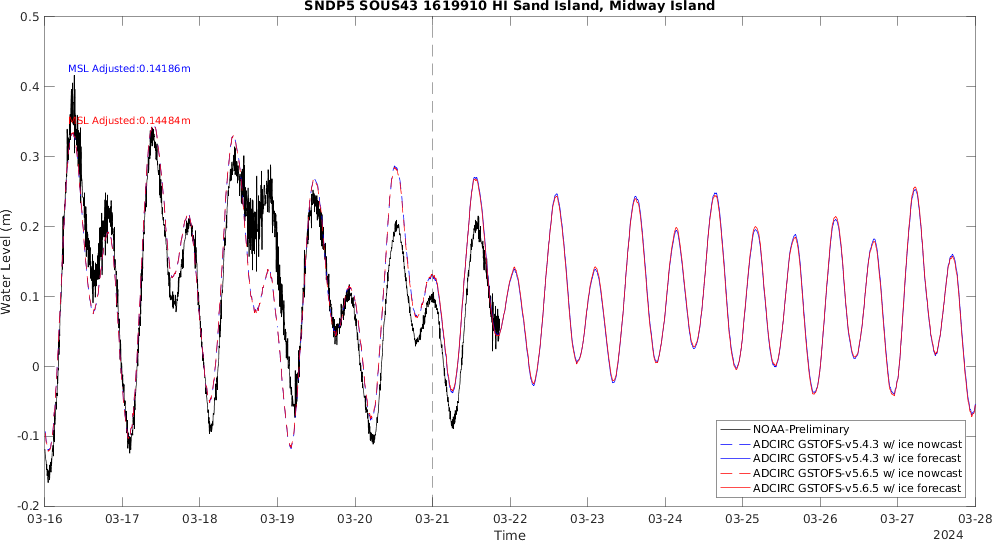 SNDP5 SOUS43 1619910 HI Sand Island, Midway Island
0.5
MSL Adjusted:0.14186m
0.4
MSL Adjusted:0.14484m
0.3
0.2
Water Level (m)
0.1
0
-0.1
-0.2
NOAA-Preliminary
ADCIRC GSTOFS-v5.4.3 w/ ice nowcast
ADCIRC GSTOFS-v5.4.3 w/ ice forecast
ADCIRC GSTOFS-v5.6.5 w/ ice nowcast
ADCIRC GSTOFS-v5.6.5 w/ ice forecast
03-16 03-17 03-18 03-19 03-20 03-21 03-22 03-23 03-24 03-25 03-26 03-27 03-28
Time
2024